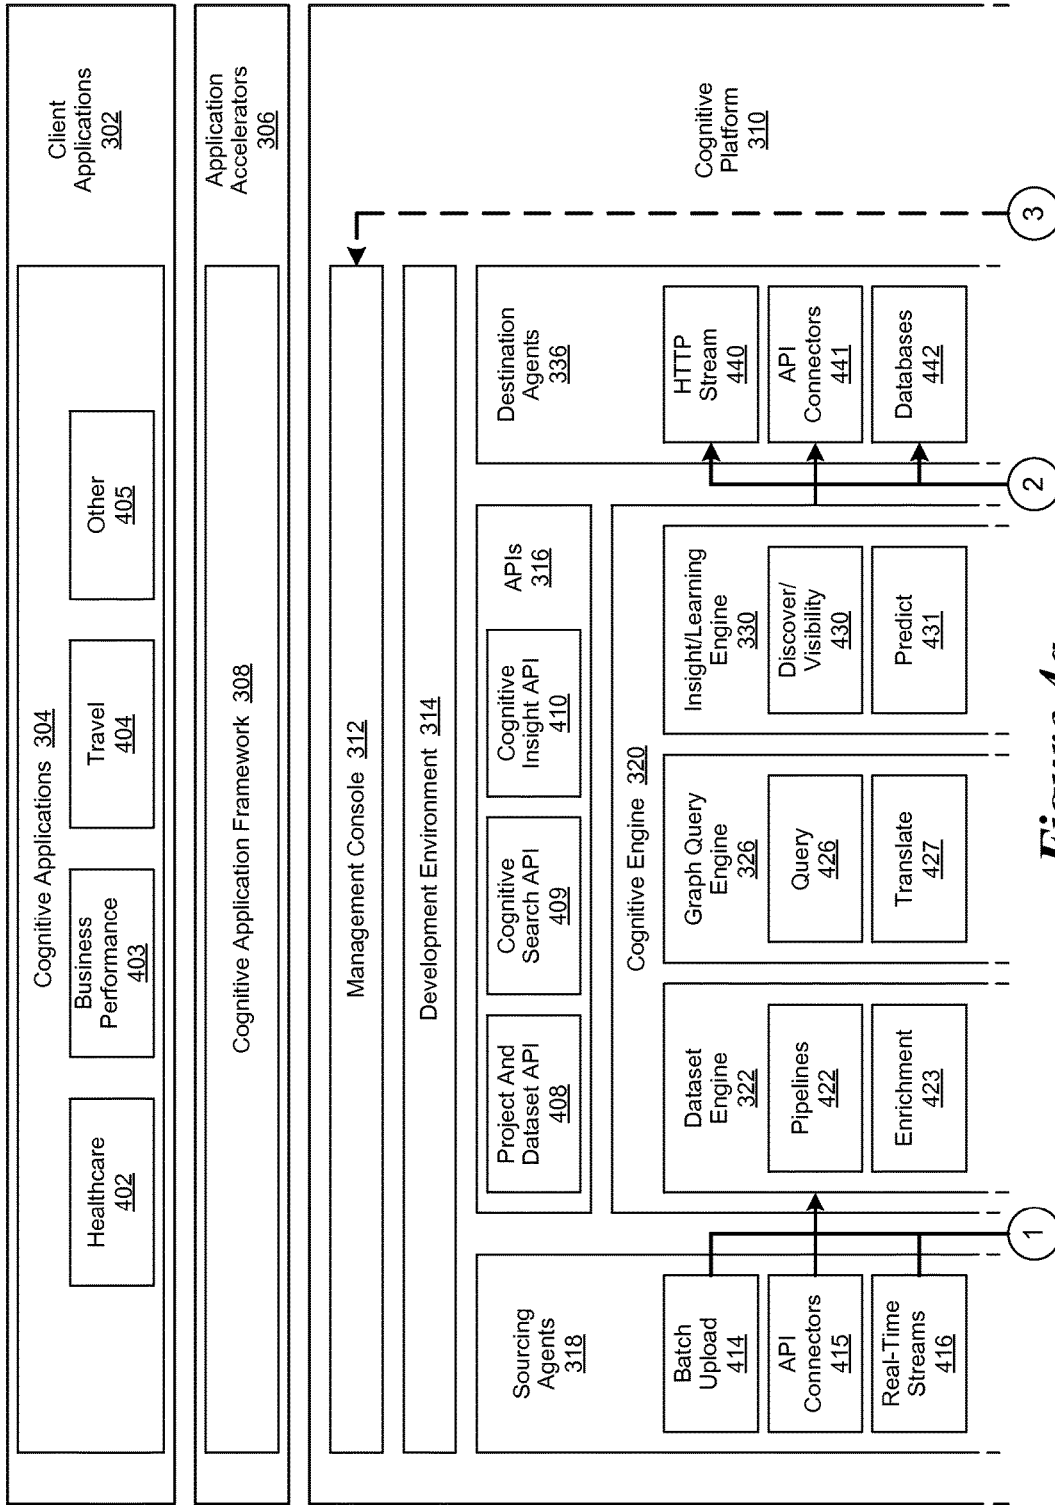 Client
Applications
302
Cognitive Applications 304
Healthcare
402
Business
Performance
403
Travel
404
Other
405
Application
Accelerators
306
Cognitive Application Framework 308
Cognitive
Platform
310
Management Console 312
Development Environment 314
Sourcing
Agents
318
Batch
Upload
414
API
Connectors
415
Real-Time
Streams
416
Project And
Dataset API
408
Cognitive
Search API
409
Cognitive
Insight API
410
APIs
316
Cognitive Engine 320
Dataset
Engine
322
Pipelines
422
Enrichment
423
Graph Query
Engine
326
Query
426
Translate
427
Insight/Learning
Engine
330
Discover/
Visibility
430
Predict
431
Destination
Agents
336
HTTP
Stream
440
API
Connectors
441
Databases
442
1
2
3
Figure 4a